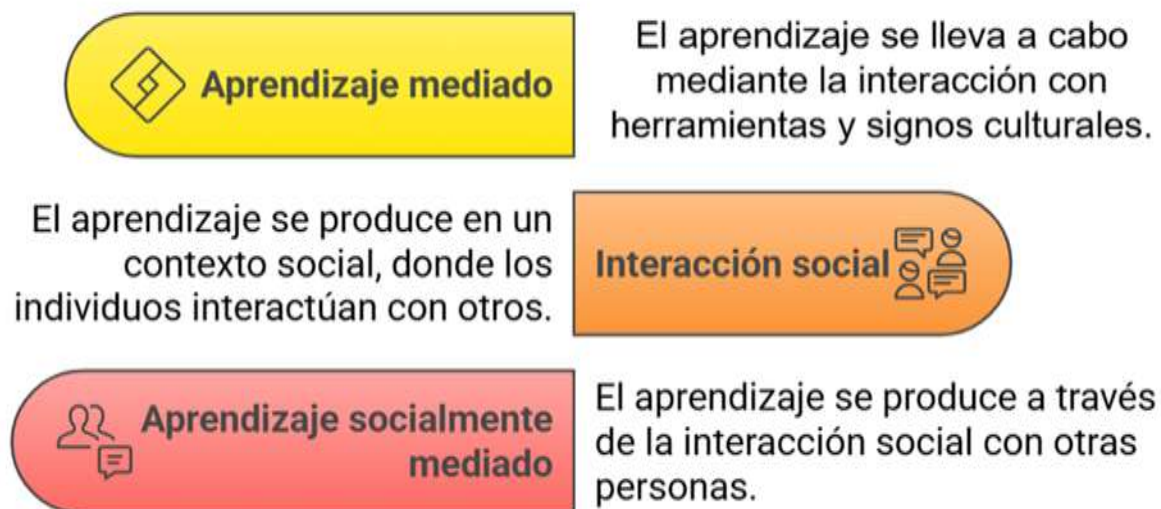 Aprendizaje mediado
El aprendizaje se lleva a cabo
mediante la interacción con
herramientas y signos culturales.
El aprendizaje se produce en un
contexto social, donde los
individuos interactúan con otros.
Interacción social
Aprendizaje socialmente
mediado
El aprendizaje se produce a través
de la interacción social con otras
personas.